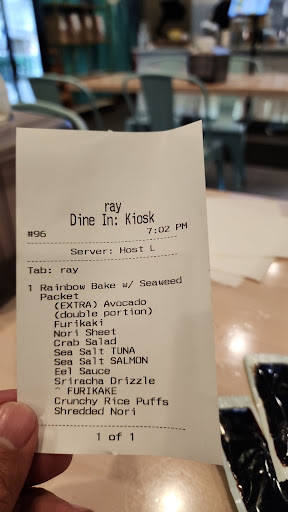 ray
Dine In: Kiosk
#96 7:02 PM
Server: Host L
Tab: ray
1 Rainbow Bake w/ Seaweed
Packet
(EXTRA) Avocado
(double portion)
Furikaki
Nori Sheet
Crab Salad
Sea Salt TUNA
Sea Salt SALMON
Eel Sauce
Sriracha Drizzle
^ FURIKAKE
Crunchy Rice Puffs
Shredded Nori
1 of 1